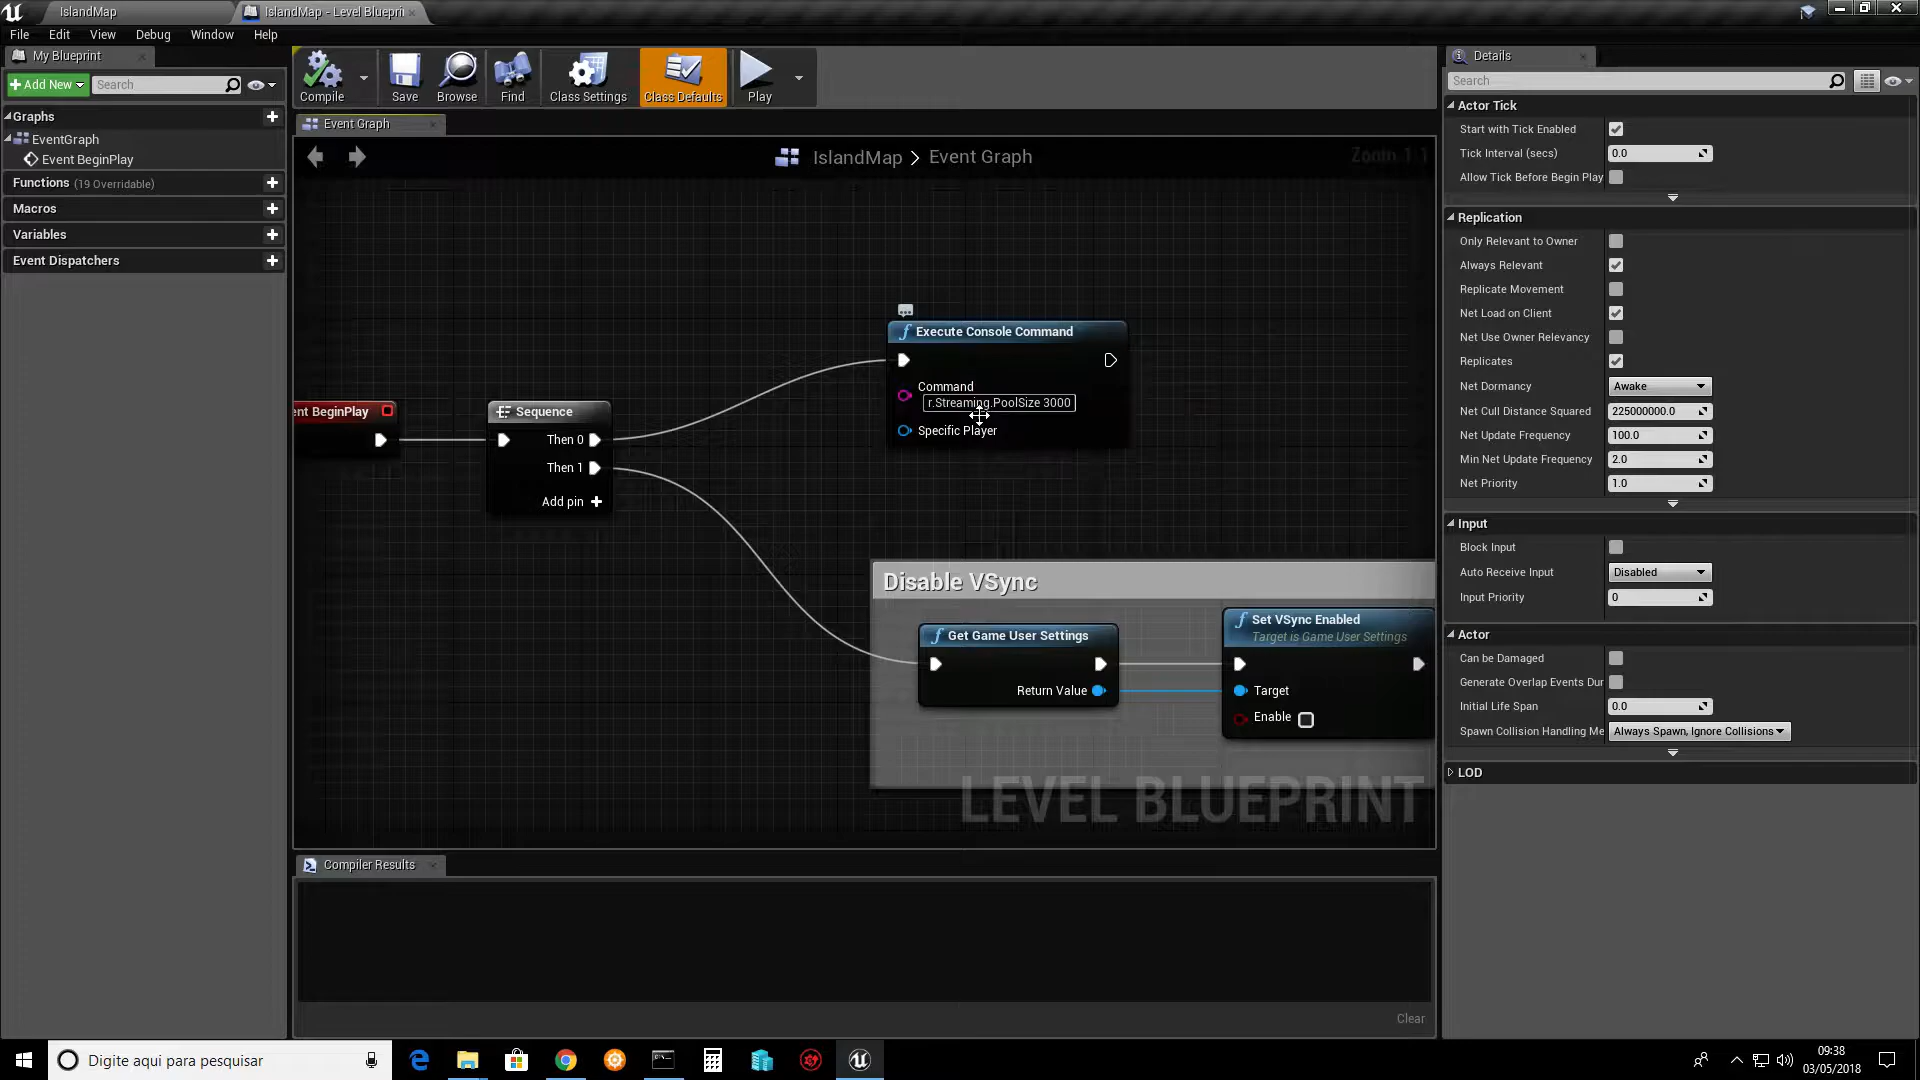 IslandMap
IslandMap - Level Blueprin
File Edit View Debug Window Help
My Blueprint
Add New
Search
Graphs
EventGraph
Event BeginPlay
Functions (19 Overridable)
Macros
Variables
Event Dispatchers
Compile
Save
Browse
Find
Class Settings
Class Defaults
Play
Event Graph
IslandMap > Event Graph
Zoom 1:1
Execute Console Command
Command
r.Streaming.PoolSize 3000
Specific Player
ent BeginPlay
Sequence
Then 0
Then 1
Add pin
Disable VSync
Get Game User Settings
Return Value
Set VSync Enabled
Target is Game User Settings
Target
Enable
LEVEL BLUEPRINT
Compiler Results
Clear
Details
Search
Actor Tick
Start with Tick Enabled
Tick Interval (secs) 0.0
Allow Tick Before Begin Play
Replication
Only Relevant to Owner
Always Relevant
Replicate Movement
Net Load on Client
Net Use Owner Relevancy
Replicates
Net Dormancy Awake
Net Cull Distance Squared 225000000.0
Net Update Frequency 100.0
Min Net Update Frequency 2.0
Net Priority 1.0
Input
Block Input
Auto Receive Input Disabled
Input Priority 0
Actor
Can be Damaged
Generate Overlap Events Dur
Initial Life Span 0.0
Spawn Collision Handling Me Always Spawn, Ignore Collisions
LOD
Digite aqui para pesquisar
09:38
03/05/2018